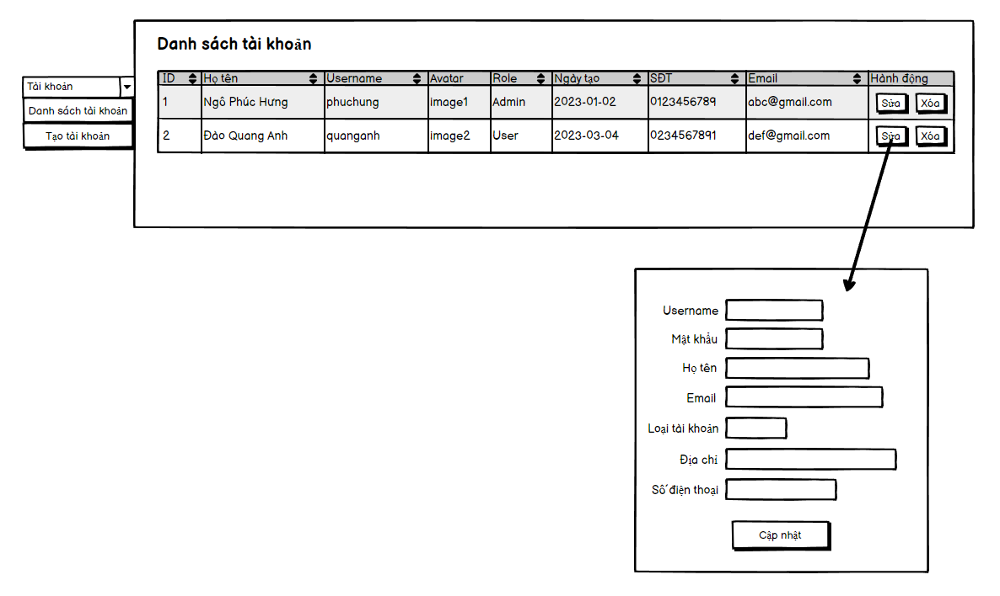 Danh sách tài khoản
Tài khoản
Danh sách tài khoản
Tạo tài khoản
ID Họ tên Username Avatar Role Ngày tạo SĐT Email Hành động
1 Ngô Phúc Hưng phuchung image1 Admin 2023-01-02 0123456789 abc@gmail.com Sửa Xóa
2 Đào Quang Anh quanganh image2 User 2023-03-04 0234567891 def@gmail.com Sửa Xóa
Username
Mật khẩu
Họ tên
Email
Loại tài khoản
Địa chỉ
Số điện thoại
Cập nhật